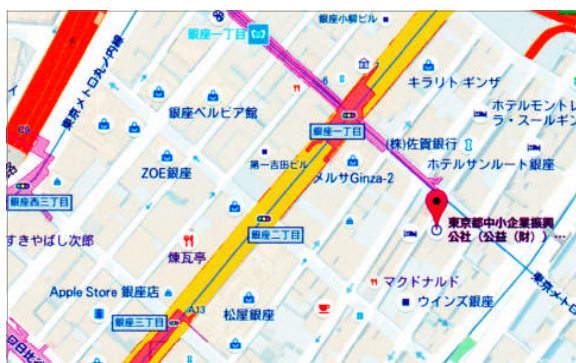 銀座小柳ビル
銀座一丁目
東京メトロ丸ノ内線
キラリト ギンザ
銀座ベルビア館
ホテルモントレ
ラ・スールギン
銀座一丁目
(株)佐賀銀行
ホテルサンルート銀座
第一吉田ビル
メルサGinza-2
ZOE銀座
C8
銀座西三丁目
銀座二丁目
東京都中小企業振興
公社（公益（財））…
すきやばし次郎
煉瓦亭
マクドナルド
東京メトロ
Apple Store 銀座店
ウインズ銀座
A13
銀座三丁目
松屋銀座